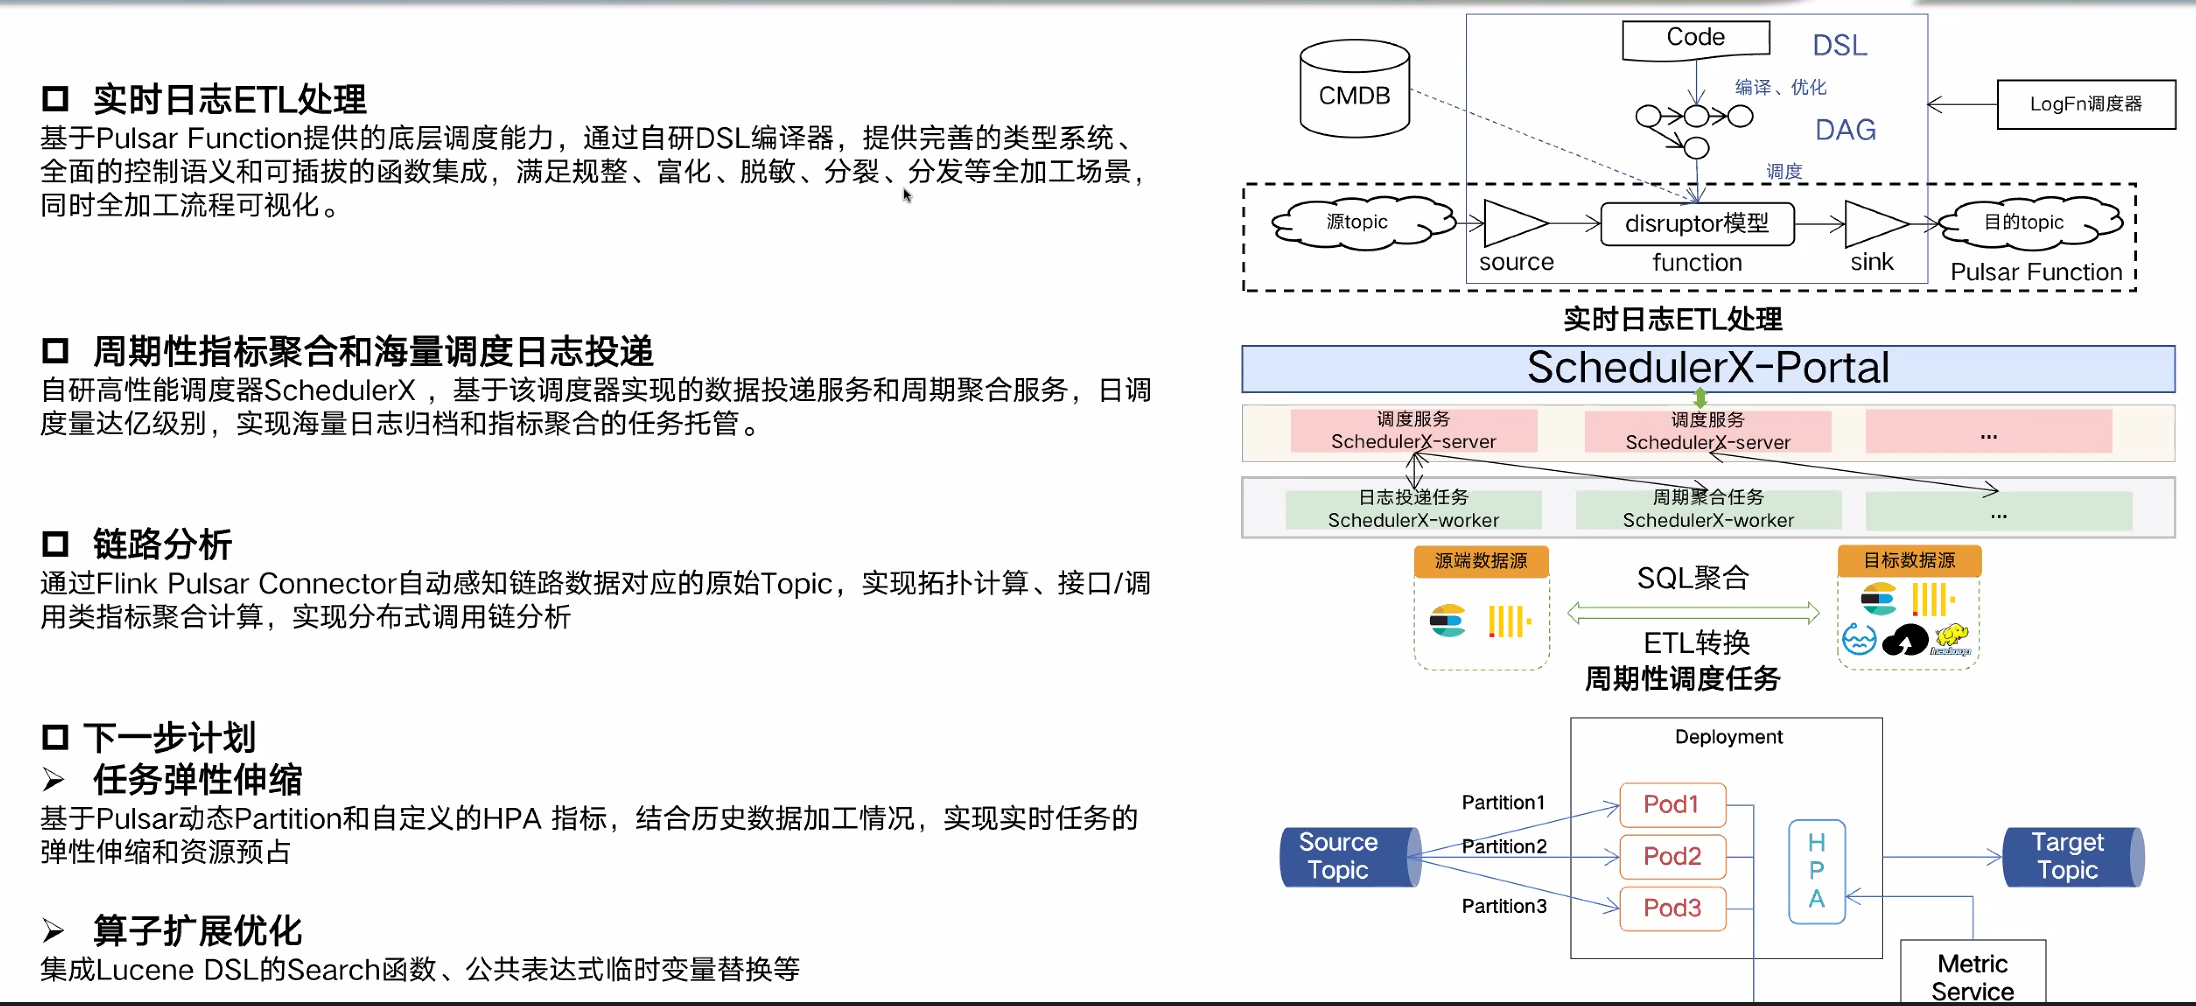 实时日志ETL处理
基于Pulsar Function提供的底层调度能力，通过自研DSL编译器，提供完善的类型系统、
全面的控制语义和可插拔的函数集成，满足规整、富化、脱敏、分裂、分发等全加工场景，
同时全加工流程可视化。
周期性指标聚合和海量调度日志投递
自研高性能调度器SchedulerX ，基于该调度器实现的数据投递服务和周期聚合服务，日调
度量达亿级别，实现海量日志归档和指标聚合的任务托管。
链路分析
通过Flink Pulsar Connector自动感知链路数据对应的原始Topic，实现拓扑计算、接口/调
用类指标聚合计算，实现分布式调用链分析
下一步计划
任务弹性伸缩
基于Pulsar动态Partition和自定义的HPA 指标，结合历史数据加工情况，实现实时任务的
弹性伸缩和资源预占
算子扩展优化
集成Lucene DSL的Search函数、公共表达式临时变量替换等
Code
DSL
CMDB
编译、优化
LogFn调度器
DAG
调度
源topic
disruptor模型
目的topic
source
function
sink
Pulsar Function
实时日志ETL处理
SchedulerX-Portal
调度服务
SchedulerX-server
调度服务
SchedulerX-server
...
日志投递任务
SchedulerX-worker
周期聚合任务
SchedulerX-worker
...
源端数据源
SQL聚合
目标数据源
ETL转换
hadoop
周期性调度任务
Deployment
Partition1
Pod1
Source
Topic
Partition2
Pod2
H
P
A
Target
Topic
Partition3
Pod3
Metric
Service